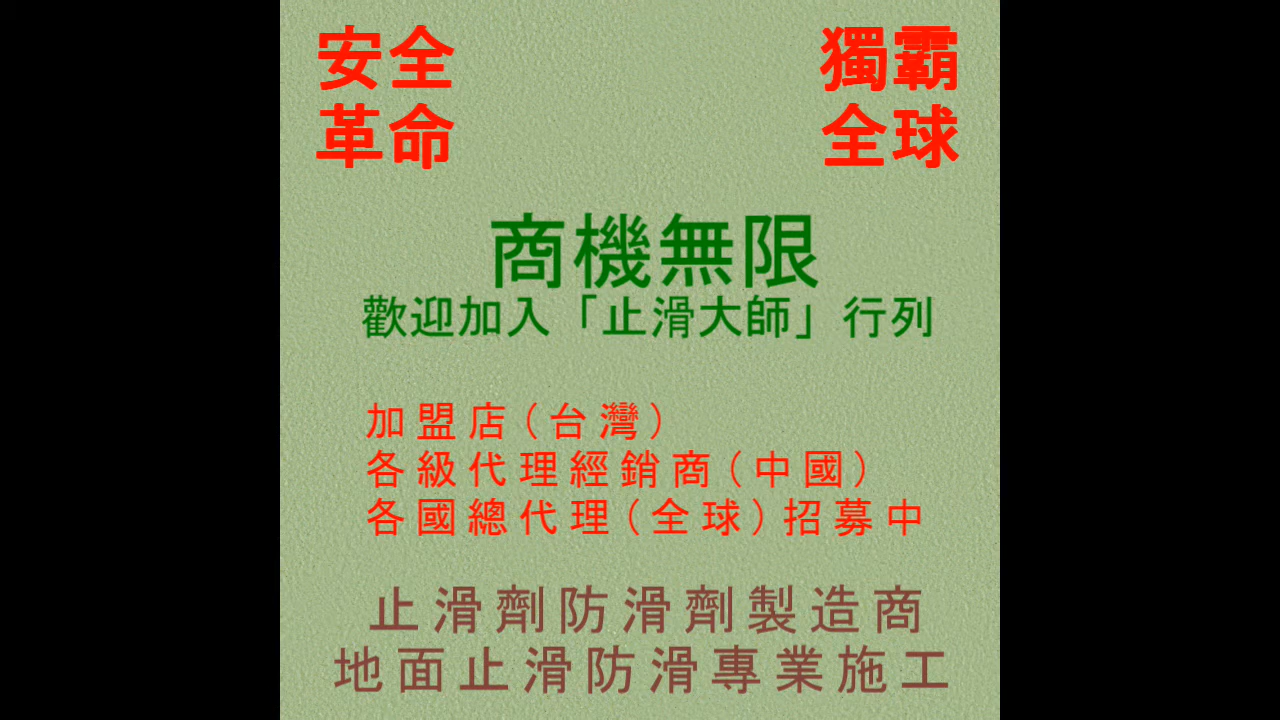 安全
革命
獨霸
全球
商機無限
歡迎加入「止滑大師」行列
加盟店(台灣)
各級代理經銷商(中國)
各國總代理(全球)招募中
止滑劑防滑劑製造商
地面止滑防滑專業施工